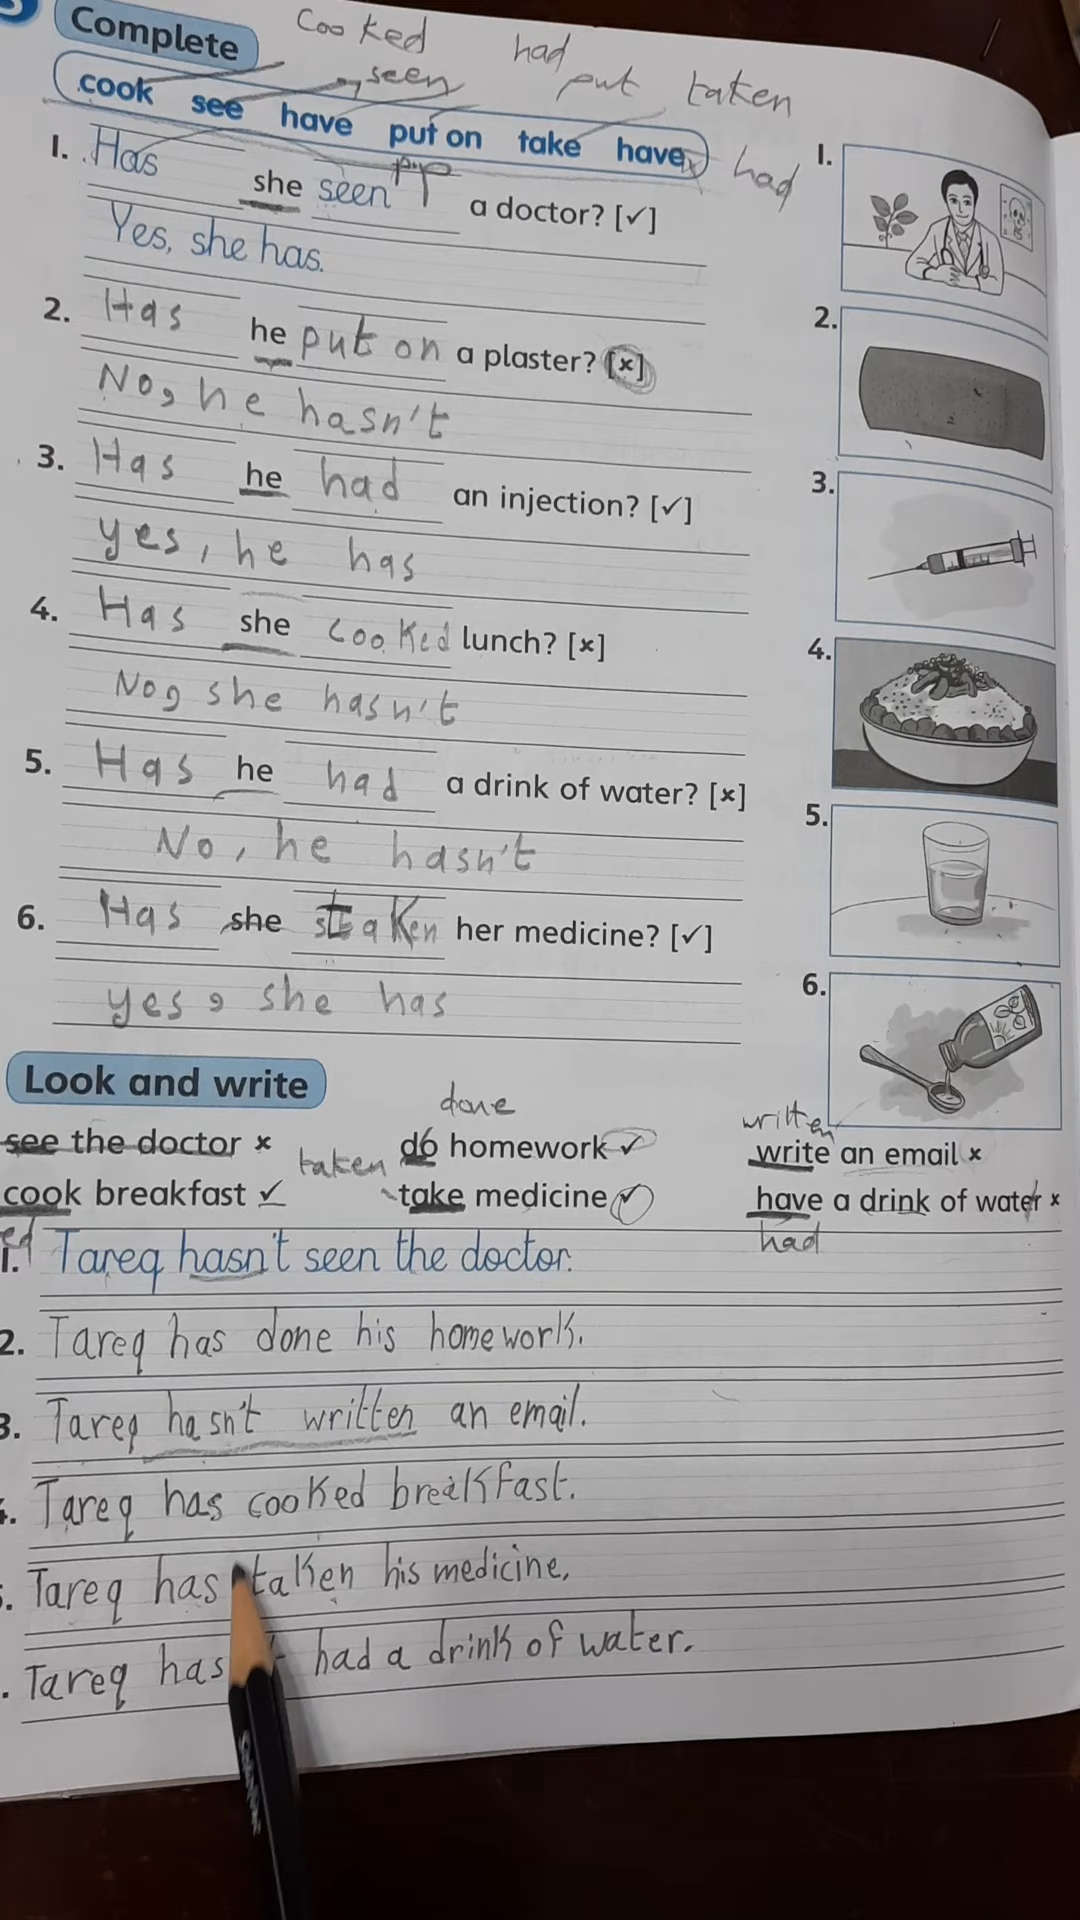 Complete
cooked had
seen put taken
cook see have put on take have had
1. Has she seen a doctor? [✓]
Yes, she has.
2. Has he put on a plaster? [×]
No, he hasn't
3. Has he had an injection? [✓]
yes, he has
4. Has she cooked lunch? [×]
No, she hasn't
5. Has he had a drink of water? [×]
No, he hasn't
6. Has she taken her medicine? [✓]
yes, she has
1.
2.
3.
4.
5.
6.
Look and write
done written
see the doctor × do homework ✓ write an email ×
taken
cook breakfast ✓ take medicine ✓ have a drink of water ×
ed had
1. Tareq hasn't seen the doctor.
2. Tareq has done his homework.
3. Tareq hasn't written an email.
. Tareq has cooked breakfast.
. Tareq has taken his medicine,
. Tareq has had a drink of water.